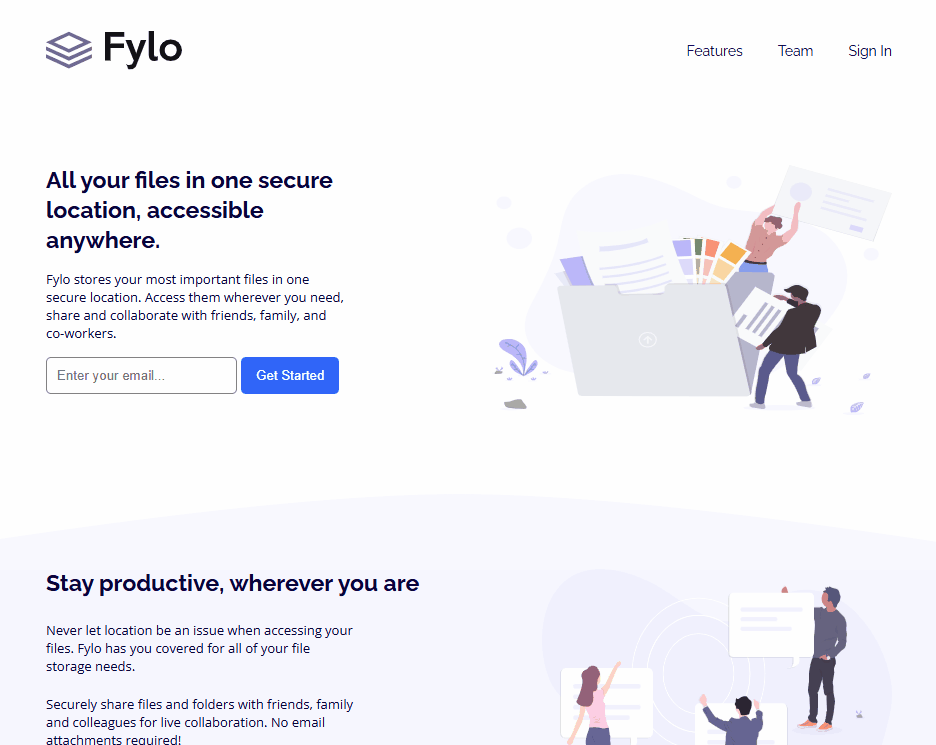 Fylo
Features Team Sign In
All your files in one secure
location, accessible
anywhere.
Fylo stores your most important files in one
secure location. Access them wherever you need,
share and collaborate with friends, family, and
co-workers.
Enter your email... Get Started
Stay productive, wherever you are
Never let location be an issue when accessing your
files. Fylo has you covered for all of your file
storage needs.
Securely share files and folders with friends, family
and colleagues for live collaboration. No email
attachments required!